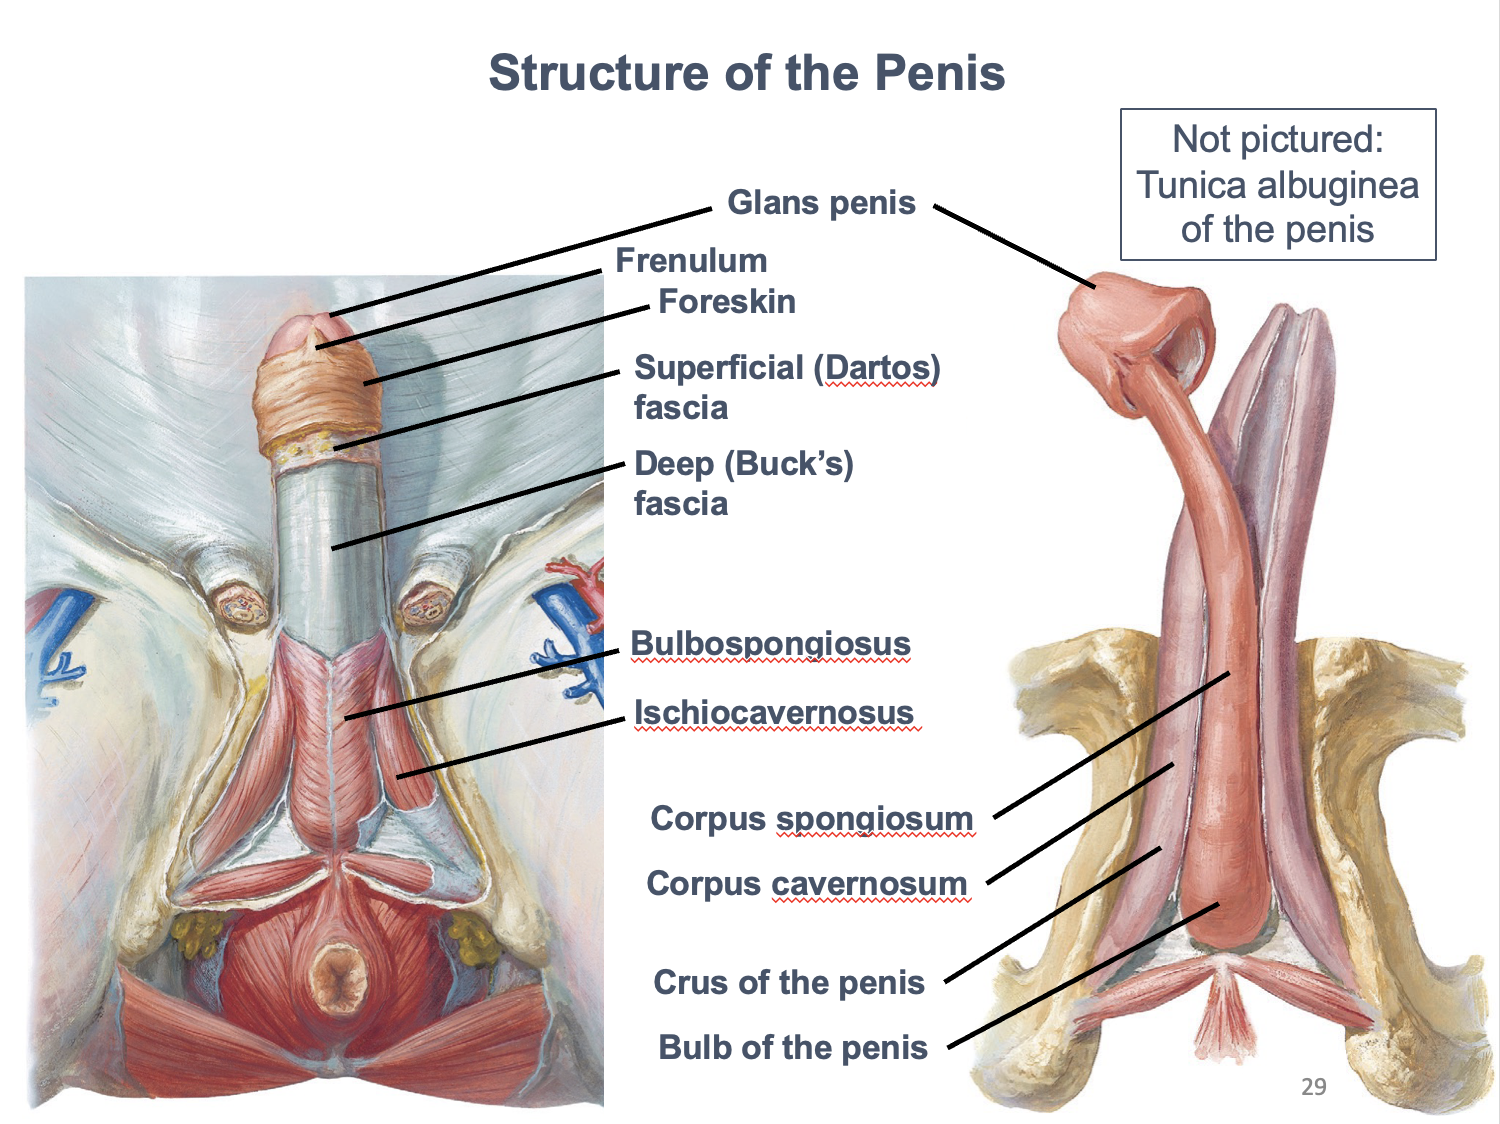 Structure of the Penis
Not pictured:
Tunica albuginea
of the penis
Glans penis
Frenulum
Foreskin
Superficial (Dartos)
fascia
Deep (Buck’s)
fascia
Bulbospongiosus
Ischiocavernosus
Corpus spongiosum
Corpus cavernosum
Crus of the penis
Bulb of the penis
29